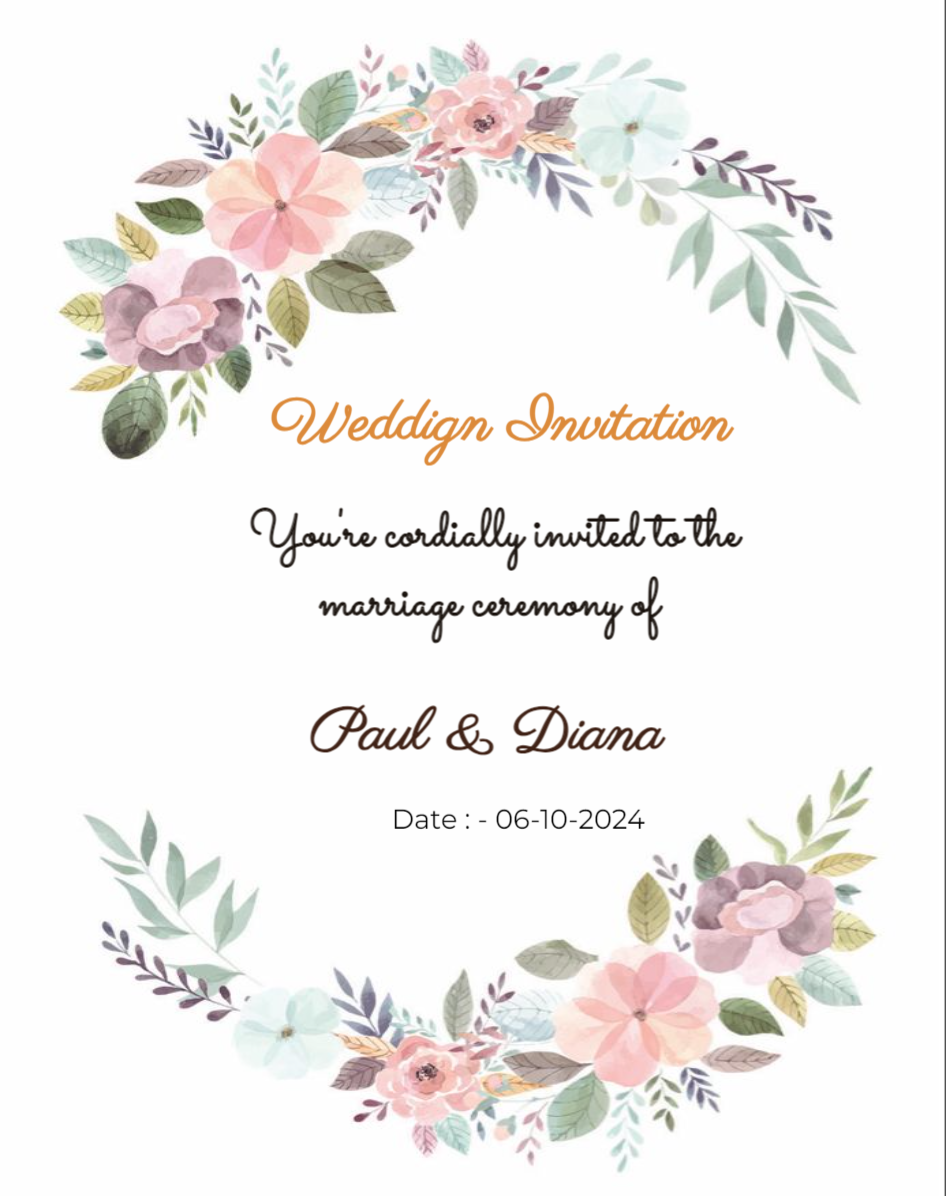 Weddign Invitation
You're cordially invited to the
marriage ceremony of
Paul & Diana
Date : - 06-10-2024